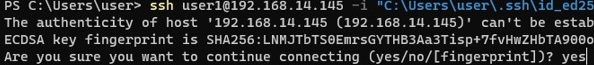 PS C:\Users\user> ssh user1@192.168.14.145 -i "C:\Users\user\.ssh\id_ed25
The authenticity of host '192.168.14.145 (192.168.14.145)' can't be estab
ECDSA key fingerprint is SHA256:LNMJTbTS0EmrsGYTHB3Aa3Tisp+7fvHwZHbTA900o
Are you sure you want to continue connecting (yes/no/[fingerprint])? yes